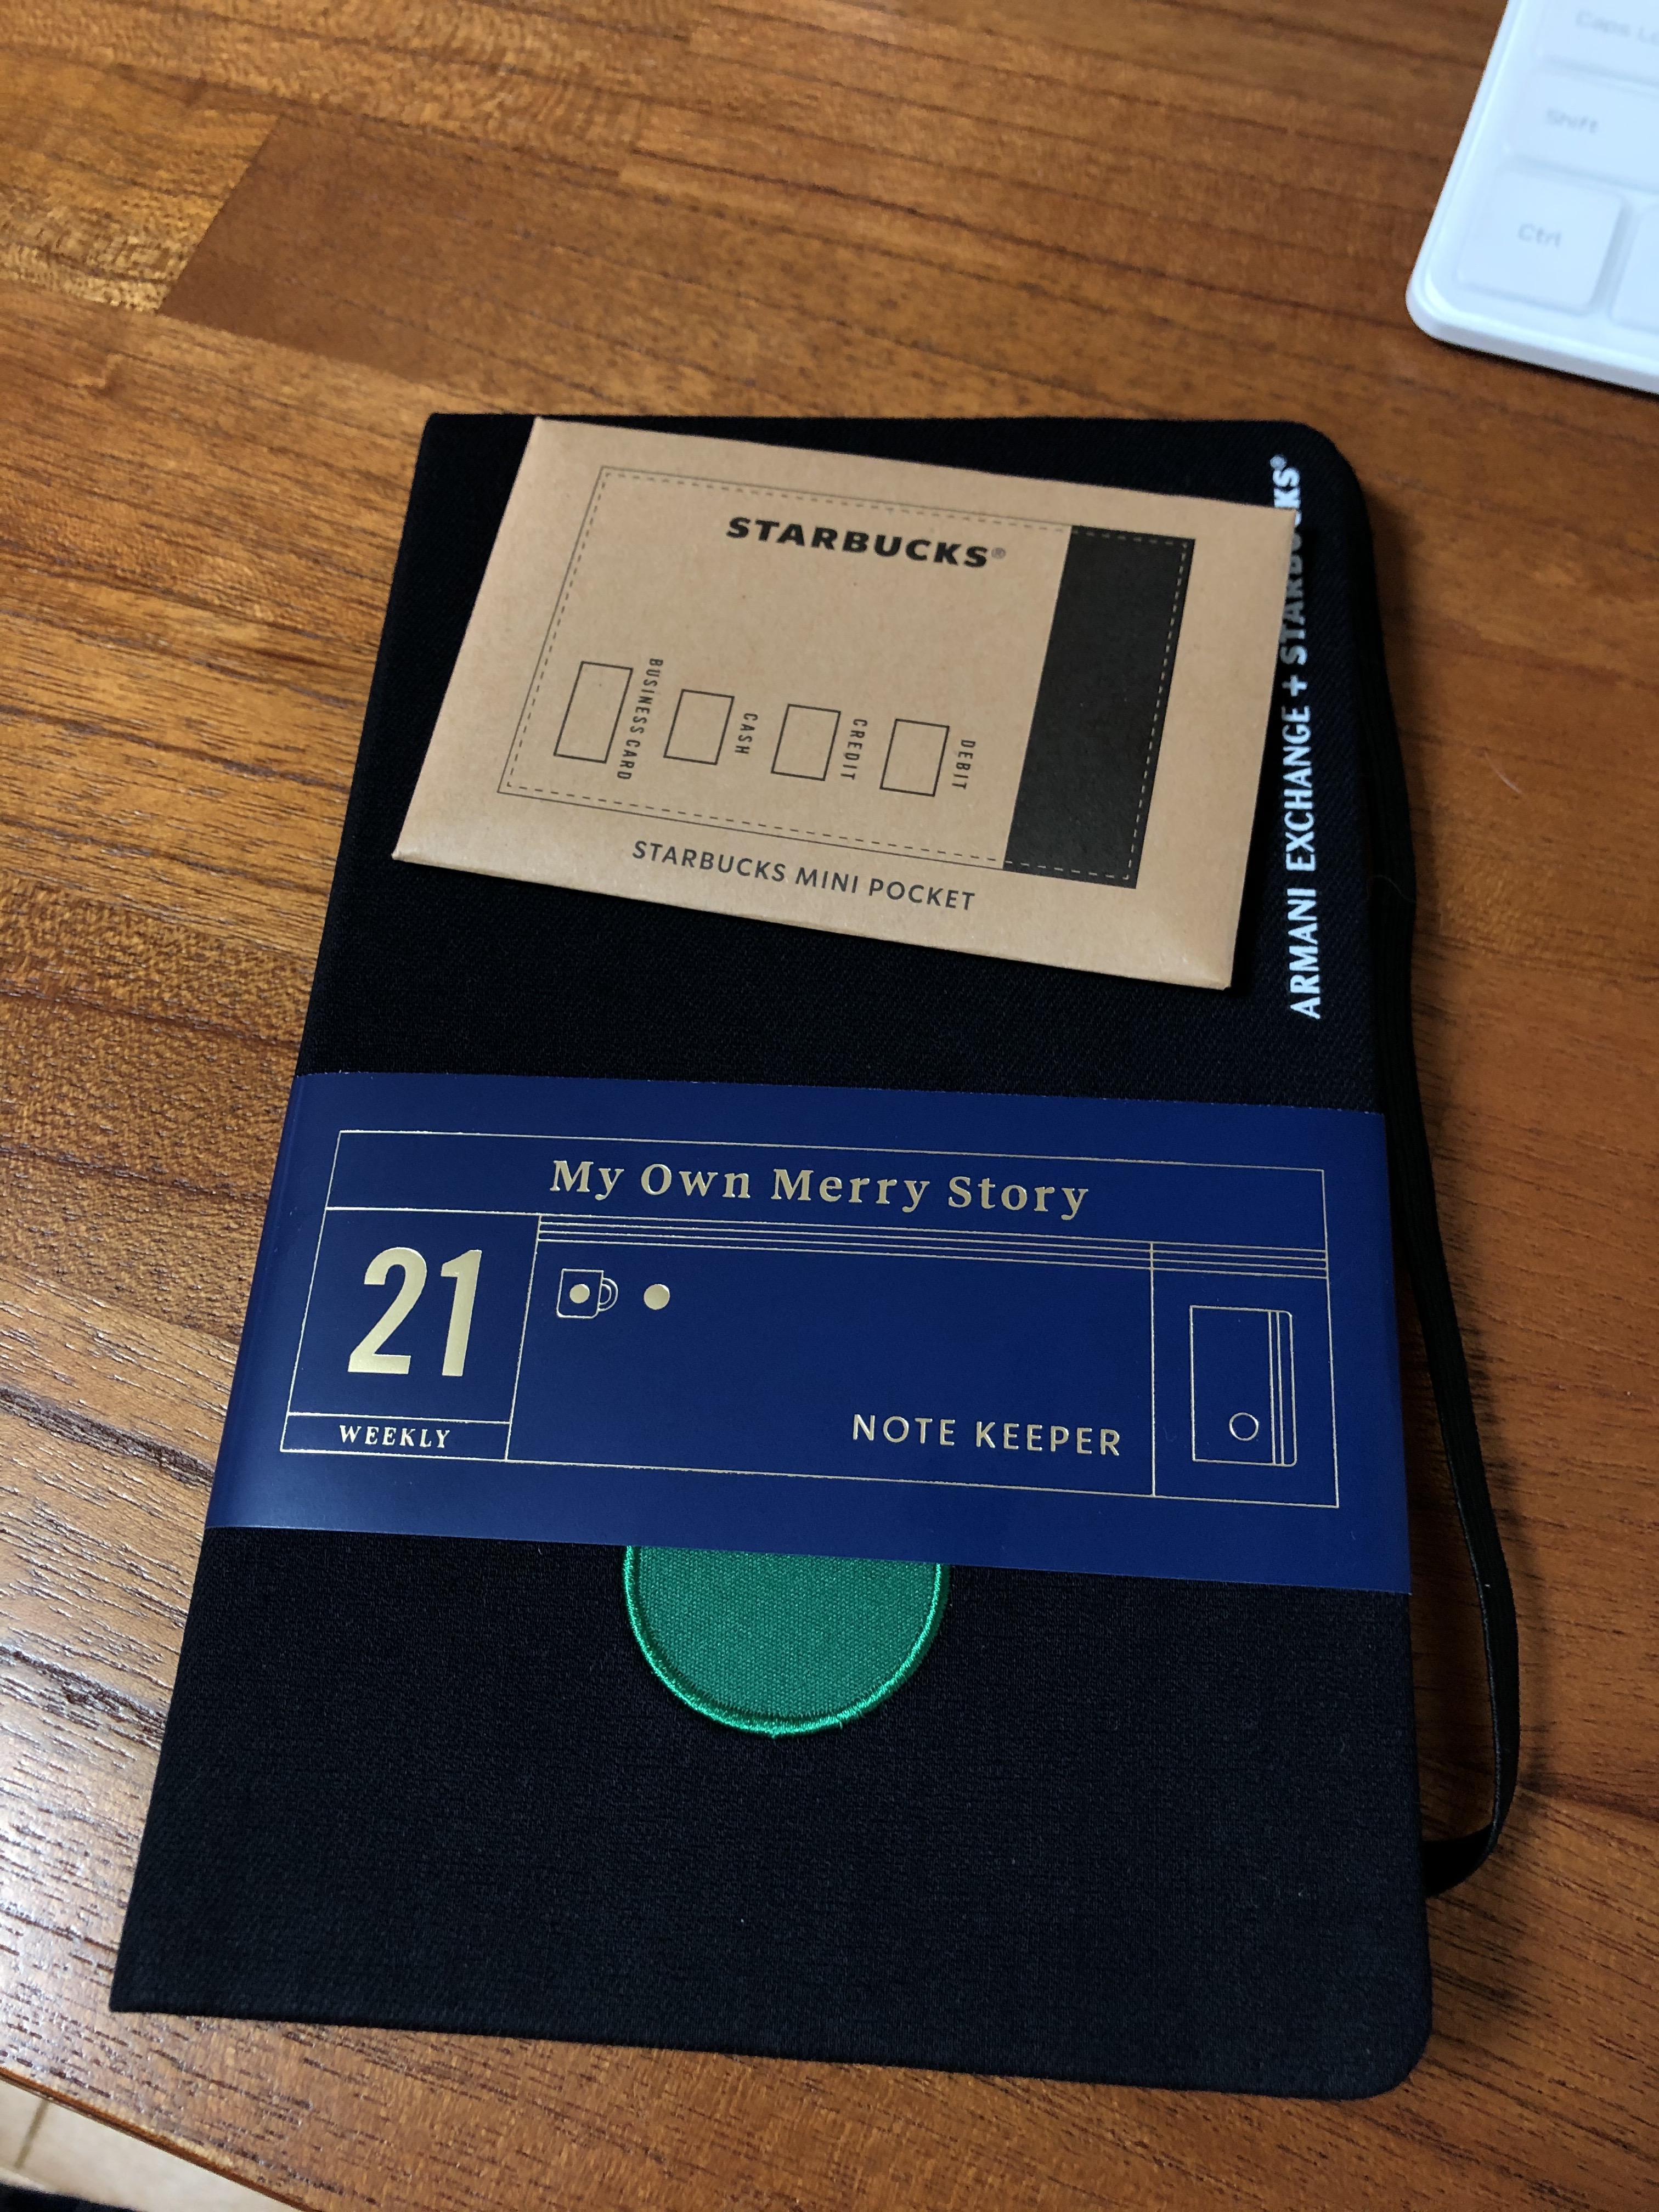 Caps Lo
Shift
Ctrl
STARBUCKS®
BUSINESS CARD
CASH
CREDIT
DEBIT
STARBUCKS MINI POCKET
ARMANI EXCHANGE + STARBUCKS®
My Own Merry Story
21
WEEKLY
NOTE KEEPER